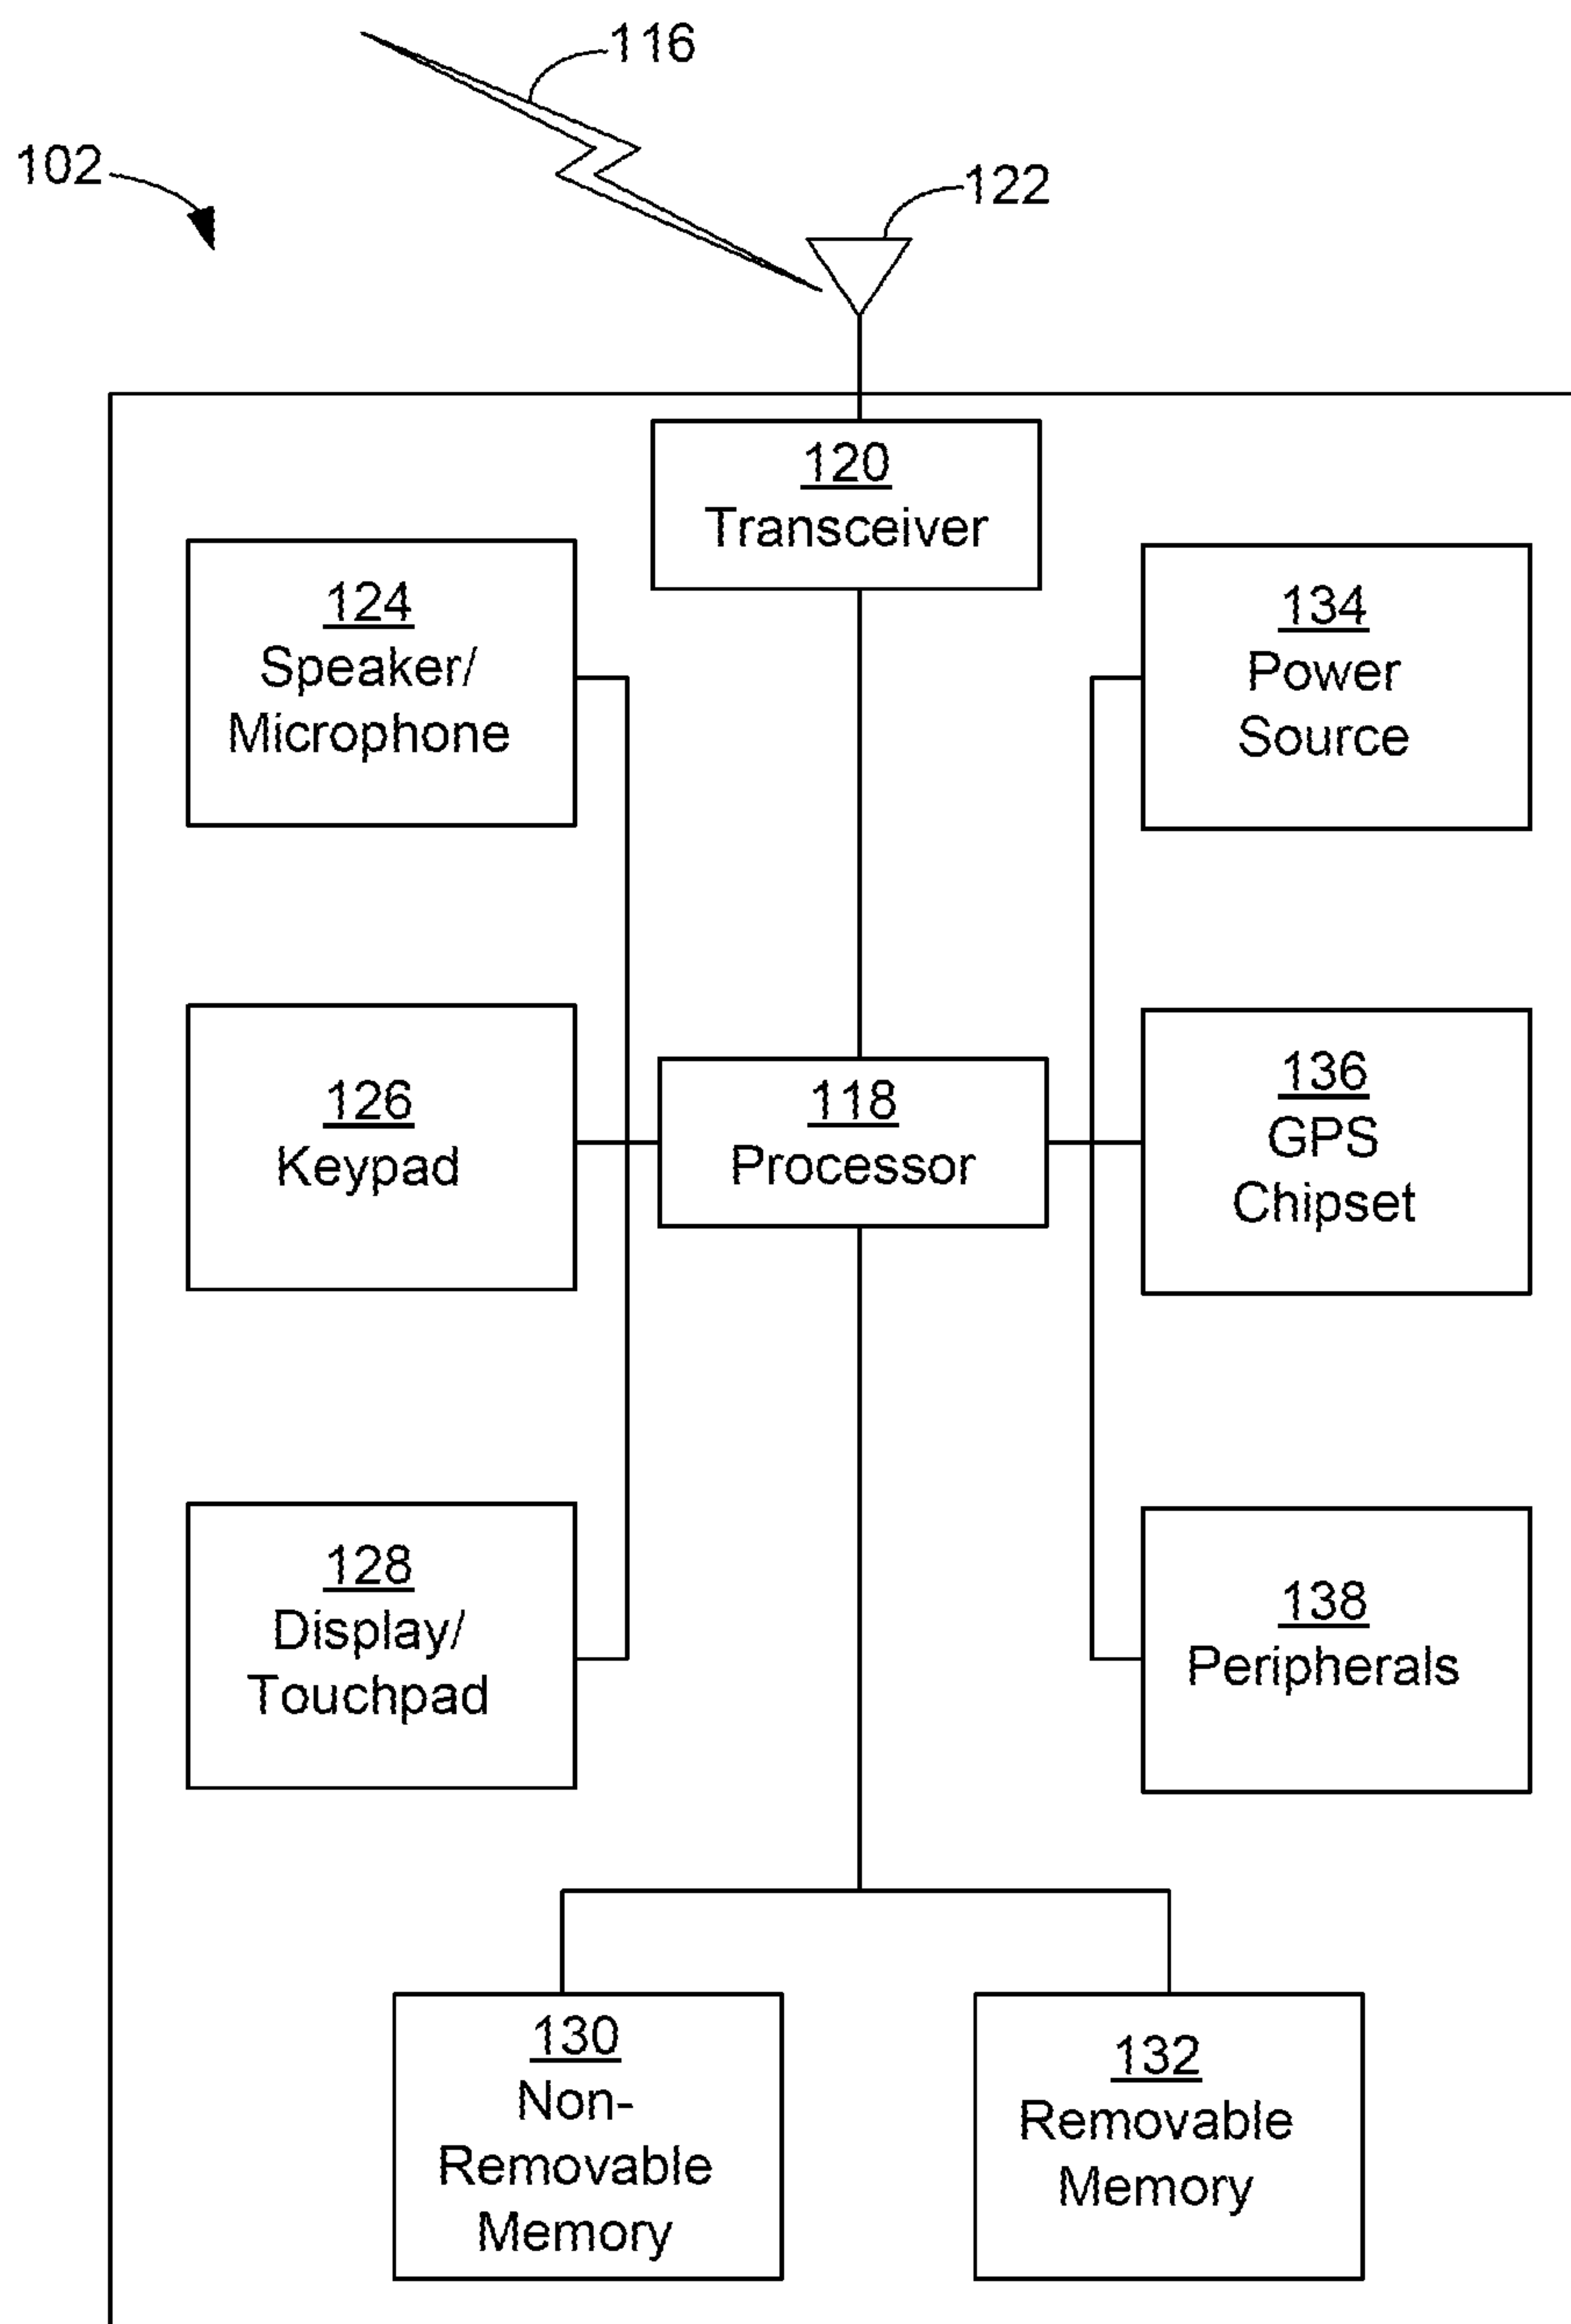 116
102
122
120
Transceiver
124
Speaker/
Microphone
134
Power
Source
126
Keypad
118
Processor
136
GPS
Chipset
128
Display/
Touchpad
138
Peripherals
130
Non-
Removable
Memory
132
Removable
Memory